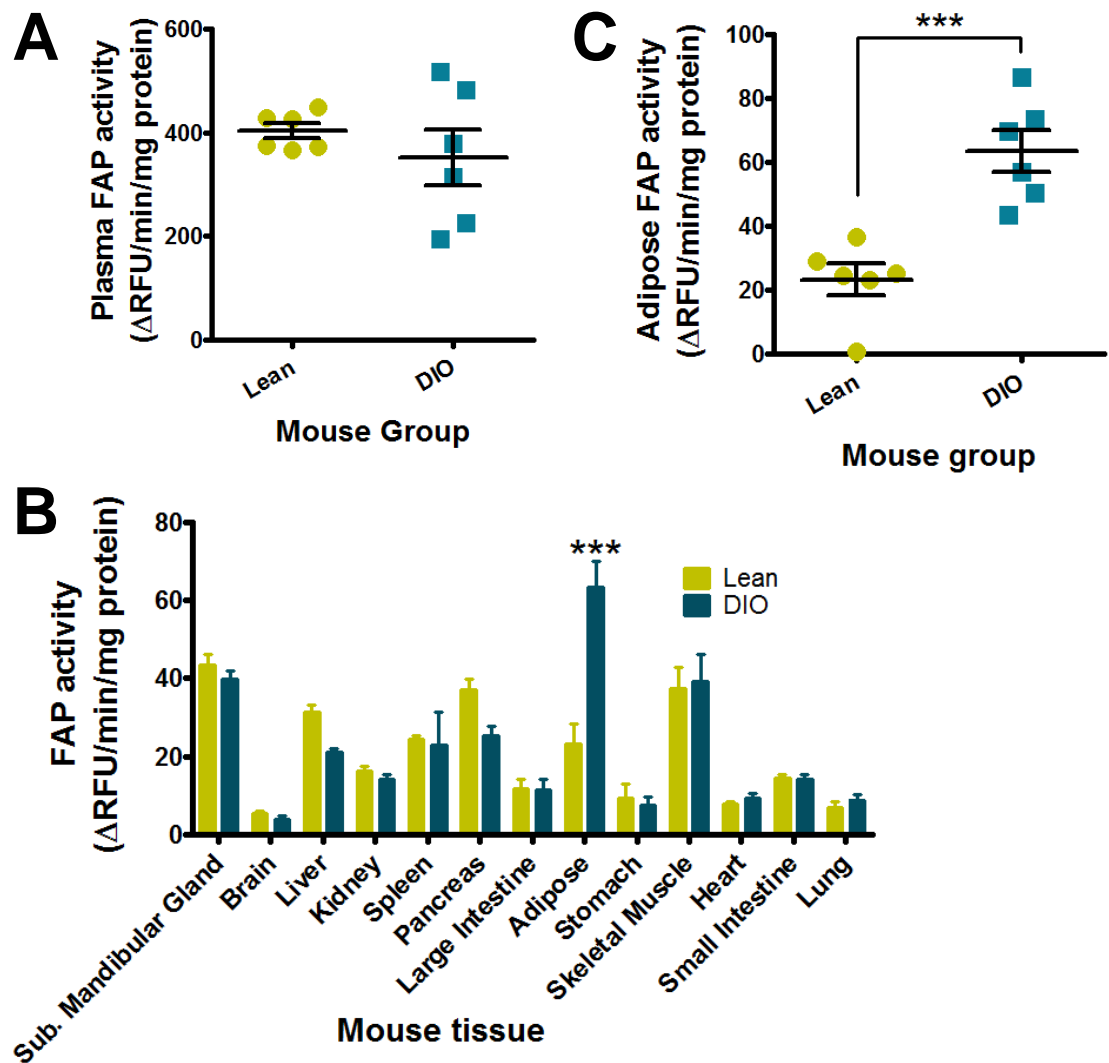 A
Plasma FAP activity
(ΔRFU/min/mg protein)
600
400
200
0
Lean
DIO
Mouse Group
C
Adipose FAP activity
(ΔRFU/min/mg protein)
***
100
80
60
40
20
0
Lean
DIO
Mouse group
B
FAP activity
(ΔRFU/min/mg protein)
80
60
40
20
0
***
Lean
DIO
Sub. Mandibular Gland
Brain
Liver
Kidney
Spleen
Pancreas
Large Intestine
Adipose
Stomach
Skeletal Muscle
Heart
Small Intestine
Lung
Mouse tissue